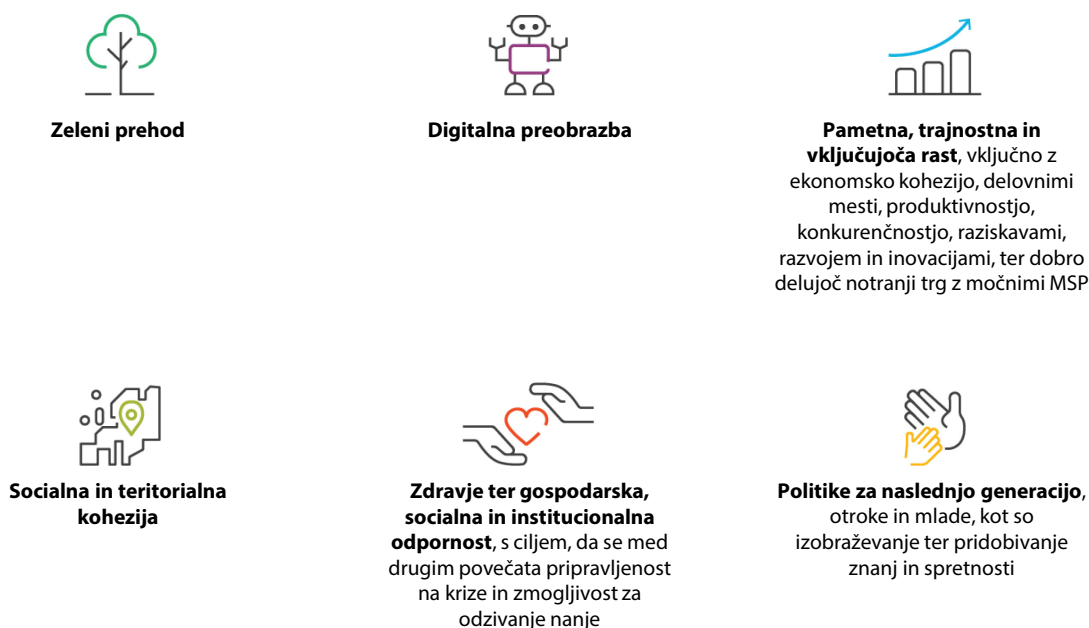 Zeleni prehod
Digitalna preobrazba
Pametna, trajnostna in
vključujoča rast, vključno z
ekonomsko kohezijo, delovnimi
mesti, produktivnostjo,
konkurenčnostjo, raziskavami,
razvojem in inovacijami, ter dobro
delujoč notranji trg z močnimi MSP
Socialna in teritorialna
kohezija
Zdravje ter gospodarska,
socialna in institucionalna
odpornost, s ciljem, da se med
drugim povečata pripravljenost
na krize in zmogljivost za
odzivanje nanje
Politike za naslednjo generacijo,
otroke in mlade, kot so
izobraževanje ter pridobivanje
znanj in spretnosti